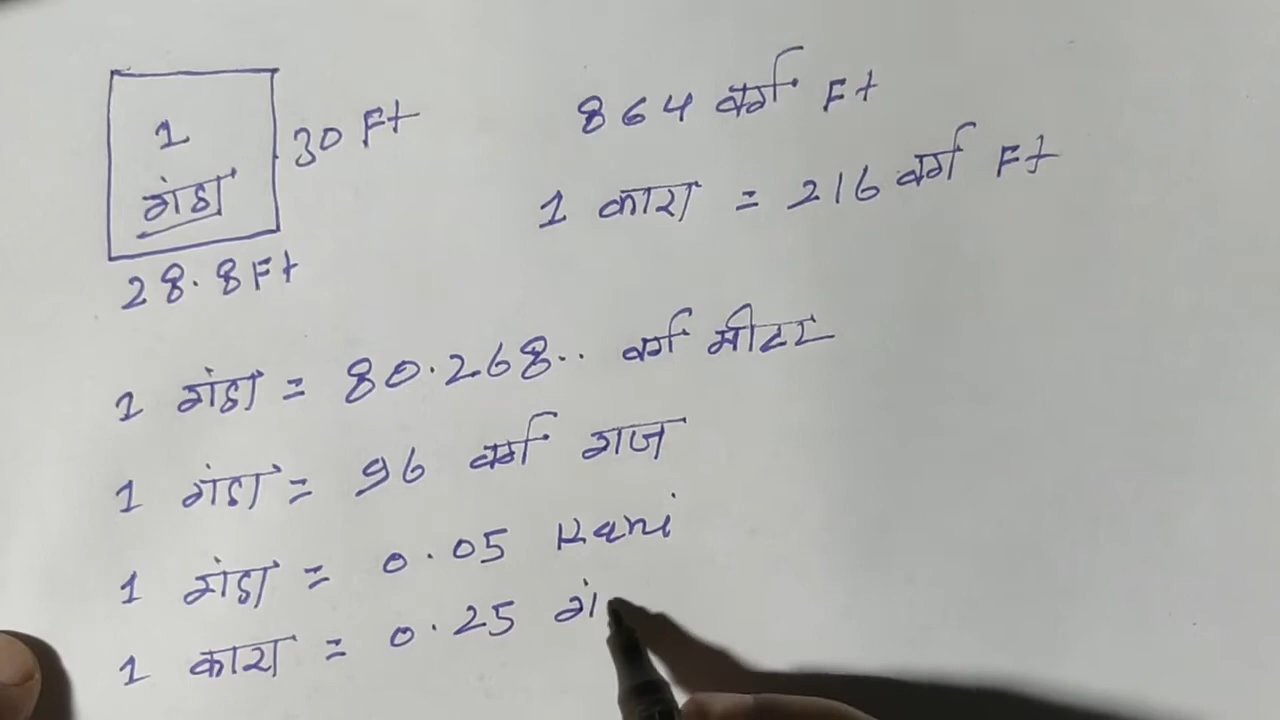 1
गंडा
30 Ft
28.8 Ft
864 वर्ग Ft
1 कारा = 216 वर्ग Ft
1 गंडा = 80.268.. वर्ग मीटर
1 गंडा = 96 वर्ग गज
1 गंडा = 0.05 Kani
1 कारा = 0.25 गं